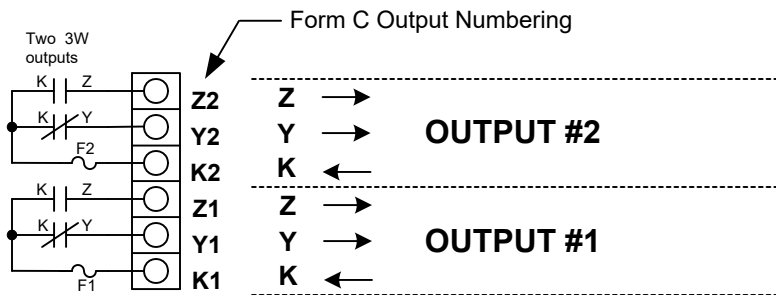 Form C Output Numbering
Two 3W
outputs
K Z
Z2 Z
K Y
Y2 Y OUTPUT #2
F2
K2 K
K Z
Z1 Z
K Y
Y1 Y OUTPUT #1
F1
K1 K